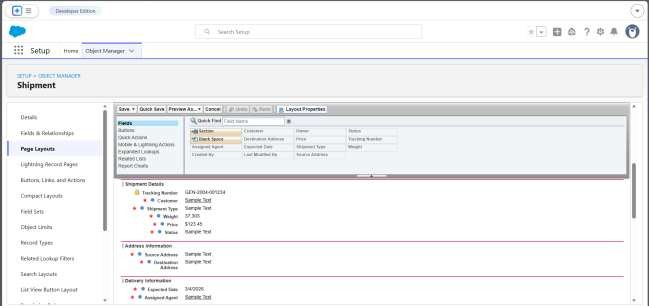 Developer Edition
Search Setup
Setup Home Object Manager
SETUP > OBJECT MANAGER
Shipment
Details
Fields & Relationships
Page Layouts
Lightning Record Pages
Buttons, Links, and Actions
Compact Layouts
Field Sets
Object Limits
Record Types
Related Lookup Filters
Search Layouts
List View Button Layout
Save Quick Save Preview As... Cancel Undo Redo Layout Properties
Fields
Buttons
Quick Actions
Mobile & Lightning Actions
Expanded Lookups
Related Lists
Report Charts
Quick Find Field Name
Section Customer Owner Status
Blank Space Destination Address Price Tracking Number
Assigned Agent Expected Date Shipment Type Weight
Created By Last Modified By Source Address
Shipment Details
Tracking Number GEN-2004-001234
Customer Sample Text
Shipment Type Sample Text
Weight 37,303
Price $123.45
Status Sample Text
Address Information
Source Address Sample Text
Destination Address Sample Text
Delivery Information
Expected Date 3/4/2026
Assigned Agent Sample Text